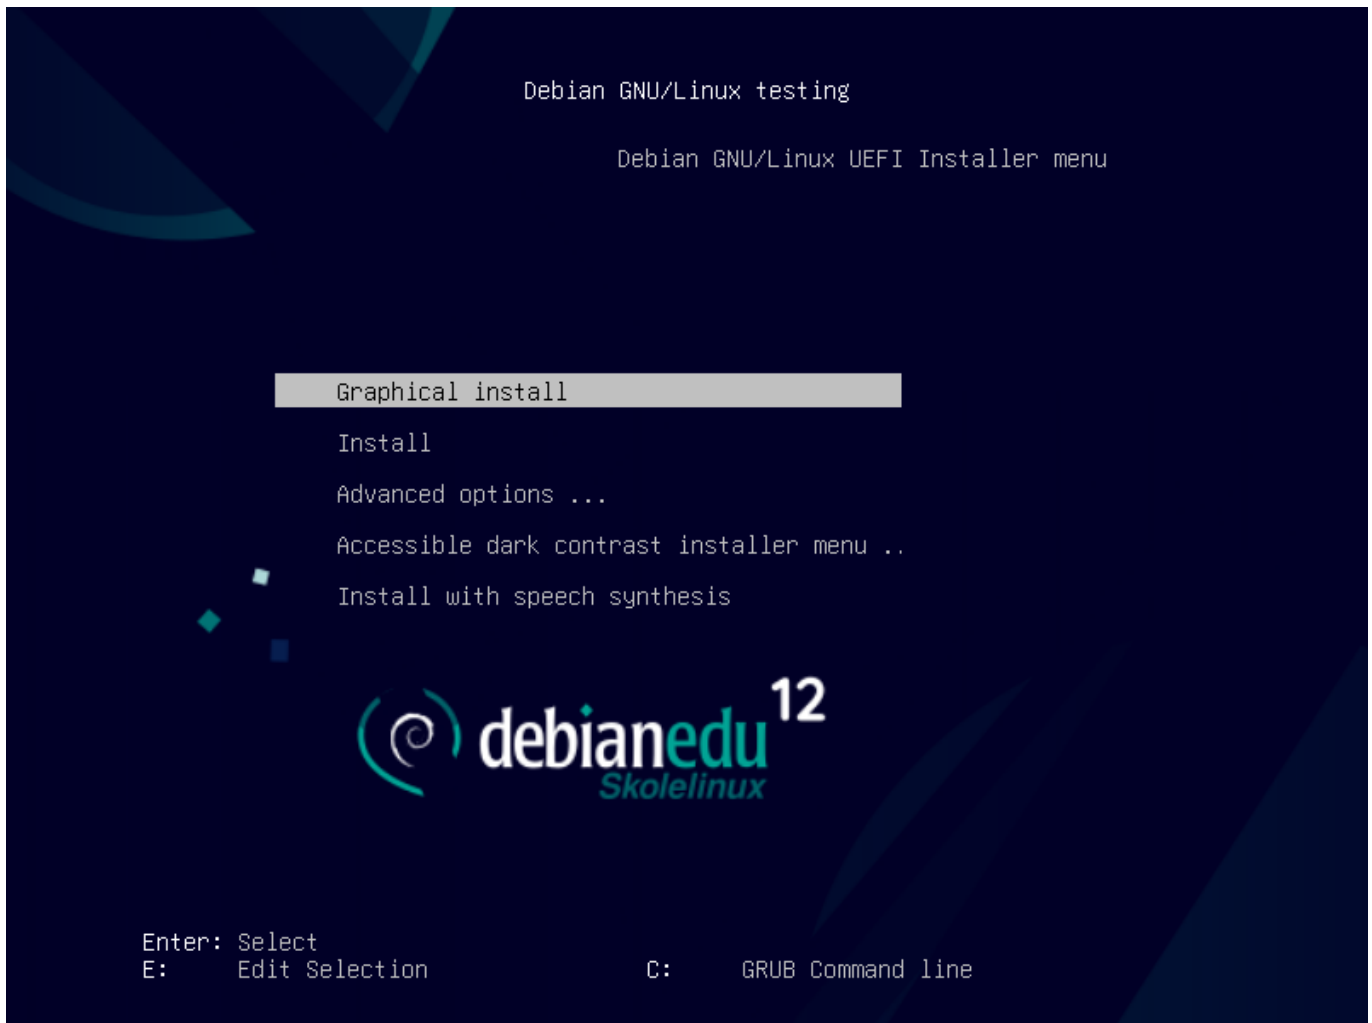 Debian GNU/Linux testing
Debian GNU/Linux UEFI Installer menu
Graphical install
Install
Advanced options ...
Accessible dark contrast installer menu ..
Install with speech synthesis
debianedu 12
Skolelinux
Enter: Select
E: Edit Selection C: GRUB Command line